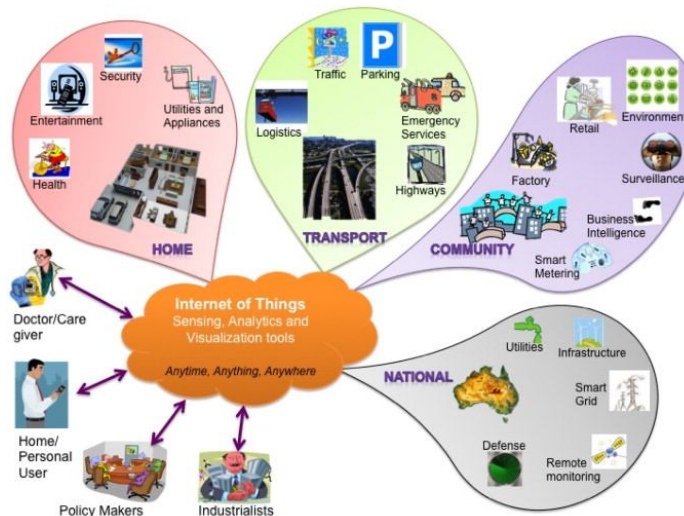 Security
Entertainment
Utilities and
Appliances
Health
HOME
Traffic
P
Parking
Logistics
Emergency
Services
Highways
TRANSPORT
Retail
Environment
Factory
Surveillance
Business
Intelligence
COMMUNITY
Smart
Metering
Internet of Things
Sensing, Analytics and
Visualization tools
Anytime, Anything, Anywhere
Utilities
Infrastructure
NATIONAL
Smart
Grid
Defense
Remote
monitoring
Doctor/Care
giver
Home/
Personal
User
Policy Makers
Industrialists